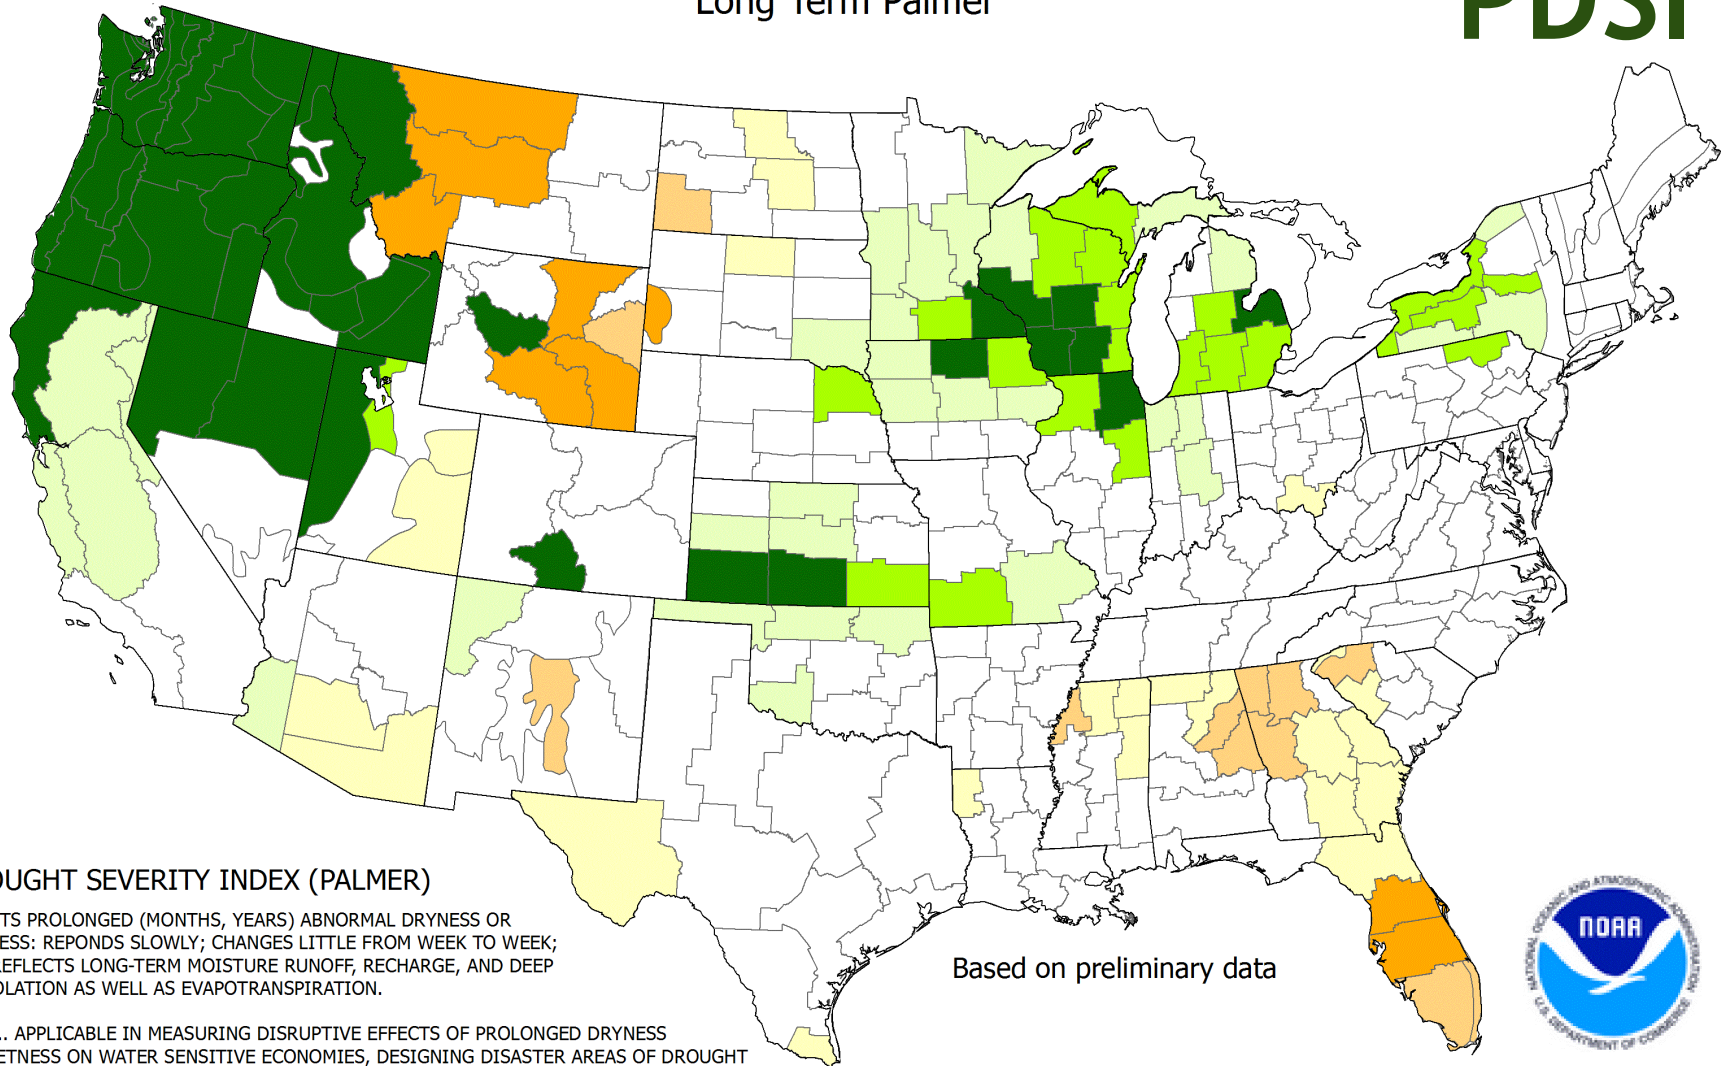 Long Term Palmer
PDSI
OUGHT SEVERITY INDEX (PALMER)
TS PROLONGED (MONTHS, YEARS) ABNORMAL DRYNESS OR
ESS: REPONDS SLOWLY; CHANGES LITTLE FROM WEEK TO WEEK;
REFLECTS LONG-TERM MOISTURE RUNOFF, RECHARGE, AND DEEP
OLATION AS WELL AS EVAPOTRANSPIRATION.
.. APPLICABLE IN MEASURING DISRUPTIVE EFFECTS OF PROLONGED DRYNESS
ETNESS ON WATER SENSITIVE ECONOMIES, DESIGNING DISASTER AREAS OF DROUGHT
Based on preliminary data
NATIONAL OCEANIC AND ATMOSPHERIC ADMINISTRATION
NOAA
U.S. DEPARTMENT OF COMMERCE